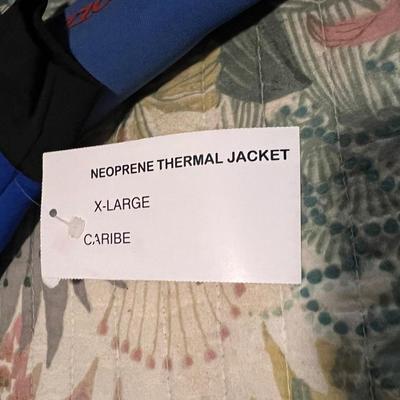 NEOPRENE THERMAL JACKET
X-LARGE
CARIBE